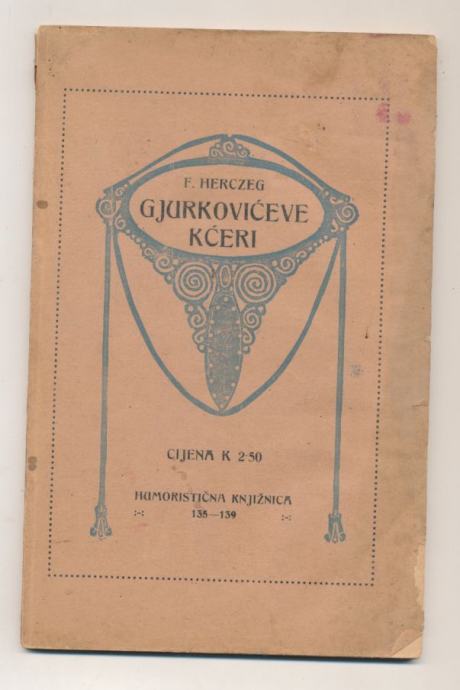 F. HERCZEG
GJURKOVIĆEVE
KĆERI
CIJENA K 2·50
HUMORISTIČNA KNJIŽNICA
135—139